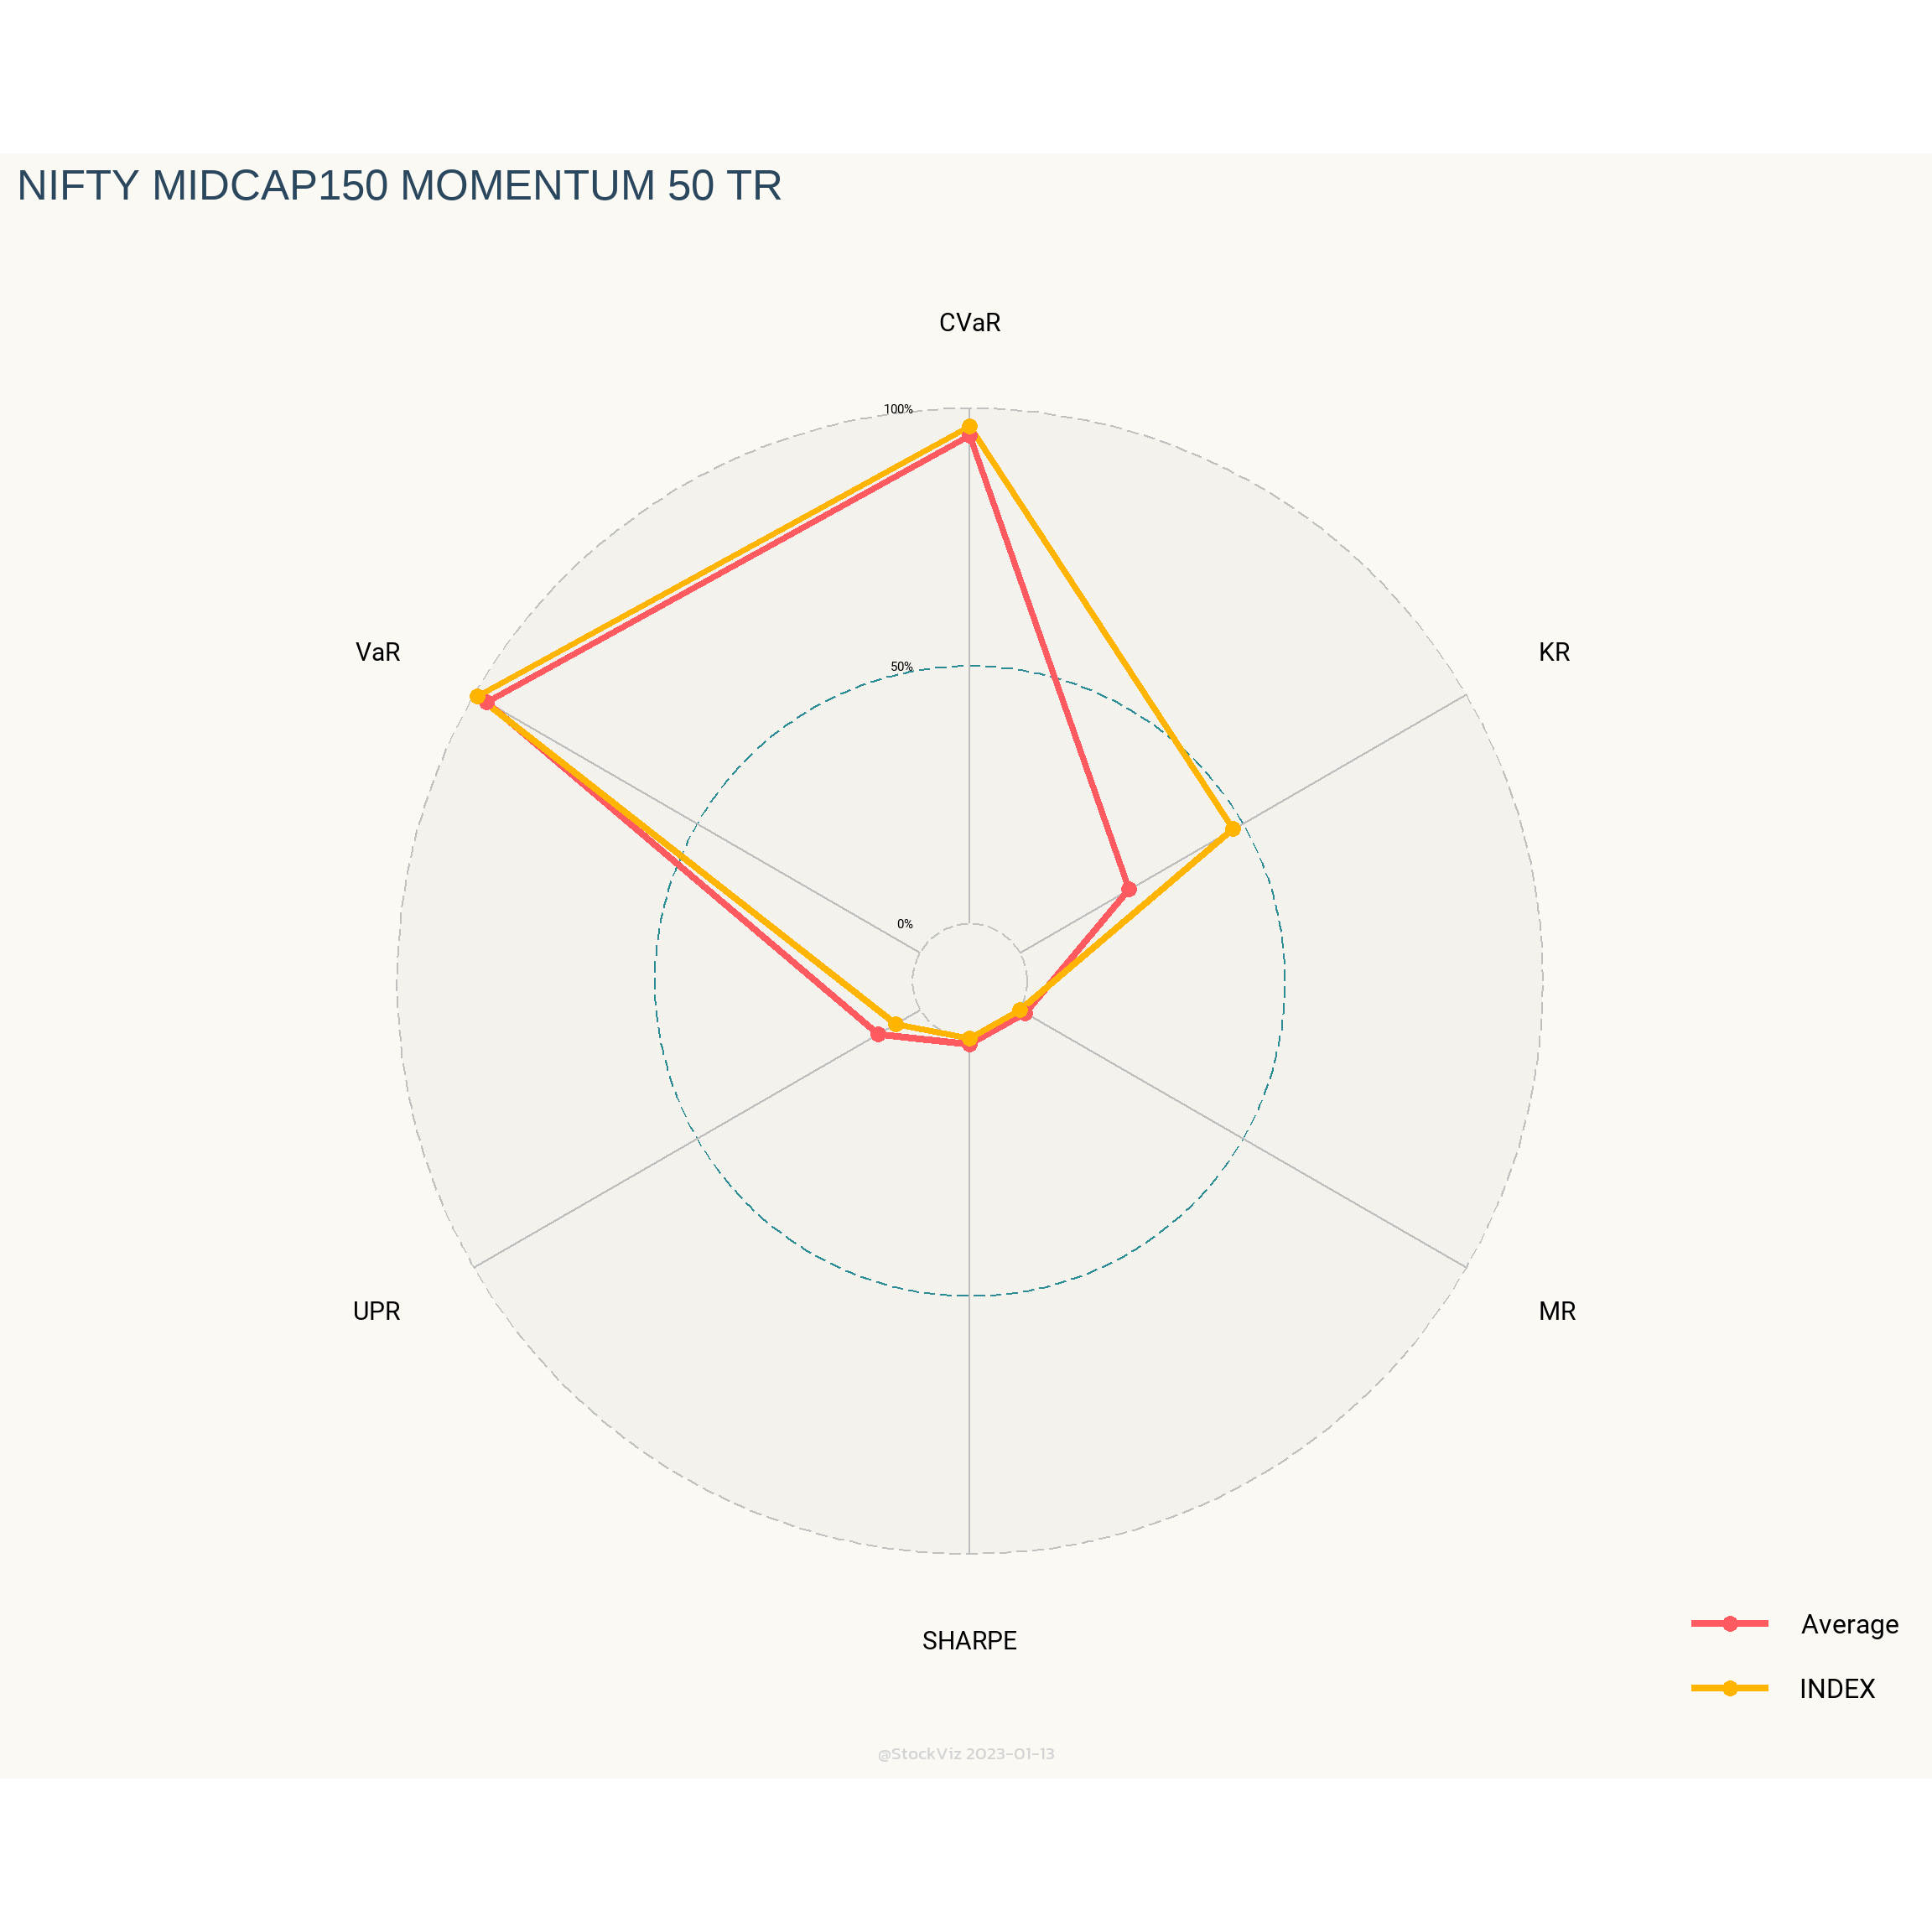 NIFTY MIDCAP150 MOMENTUM 50 TR
CVaR
100%
VaR
KR
50%
0%
UPR
MR
SHARPE
Average
INDEX
@StockViz 2023-01-13